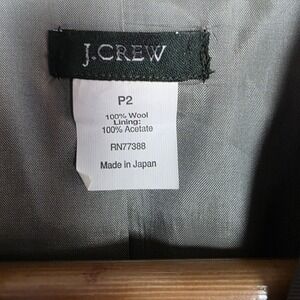 J.CREW
P2
100% Wool
Lining:
100% Acetate
RN77388
Made in Japan